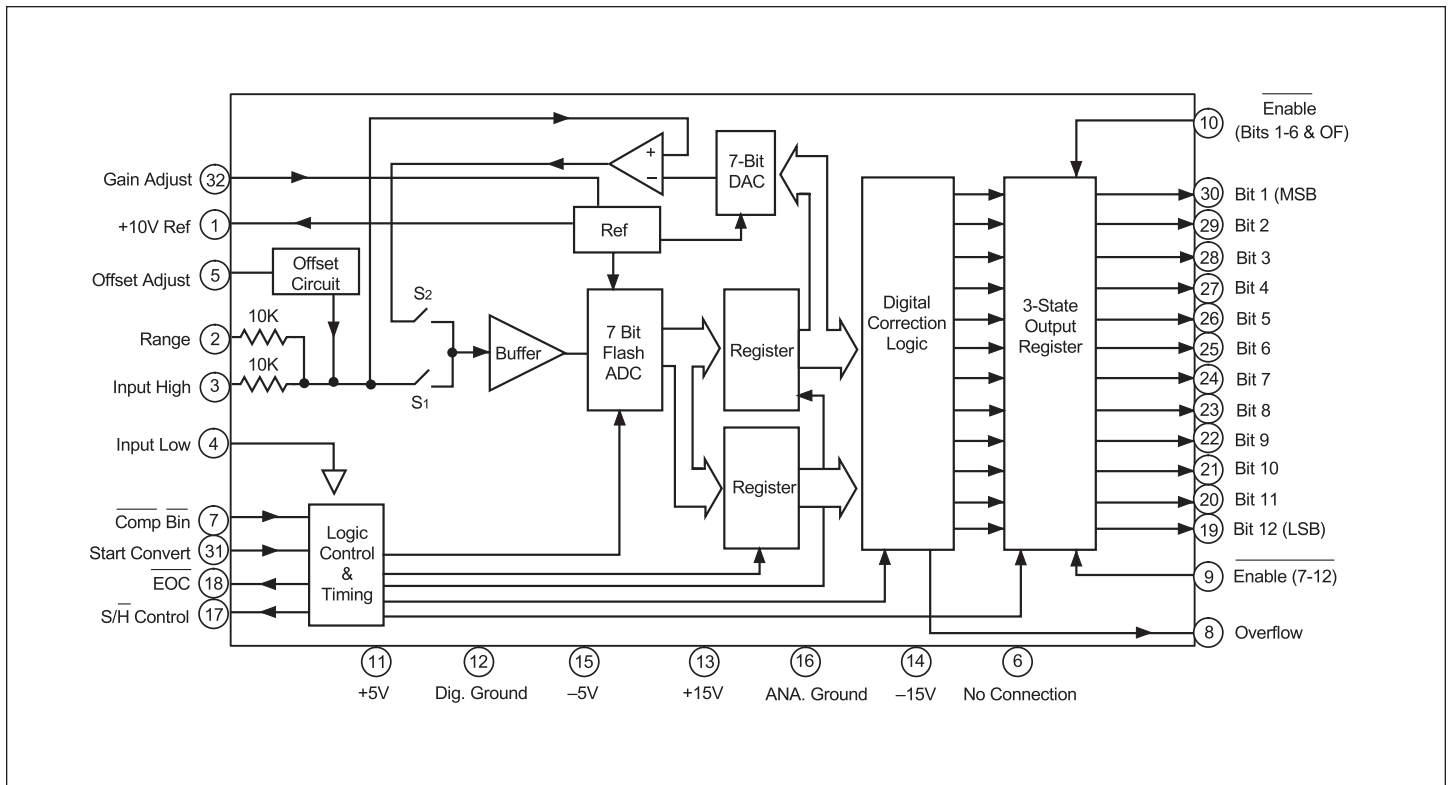 Gain Adjust 32
+10V Ref 1
Offset Adjust 5
Range 2
Input High 3
Input Low 4
Comp Bin 7
Start Convert 31
EOC 18
S/H Control 17
Offset
Circuit
10K
10K
S2
S1
Buffer
+
–
7-Bit
DAC
Ref
7 Bit
Flash
ADC
Register
Register
Logic
Control
&
Timing
Digital
Correction
Logic
3-State
Output
Register
10 Enable
(Bits 1-6 & OF)
30 Bit 1 (MSB
29 Bit 2
28 Bit 3
27 Bit 4
26 Bit 5
25 Bit 6
24 Bit 7
23 Bit 8
22 Bit 9
21 Bit 10
20 Bit 11
19 Bit 12 (LSB)
9 Enable (7-12)
8 Overflow
11 12 15 13 16 14 6
+5V Dig. Ground –5V +15V ANA. Ground –15V No Connection